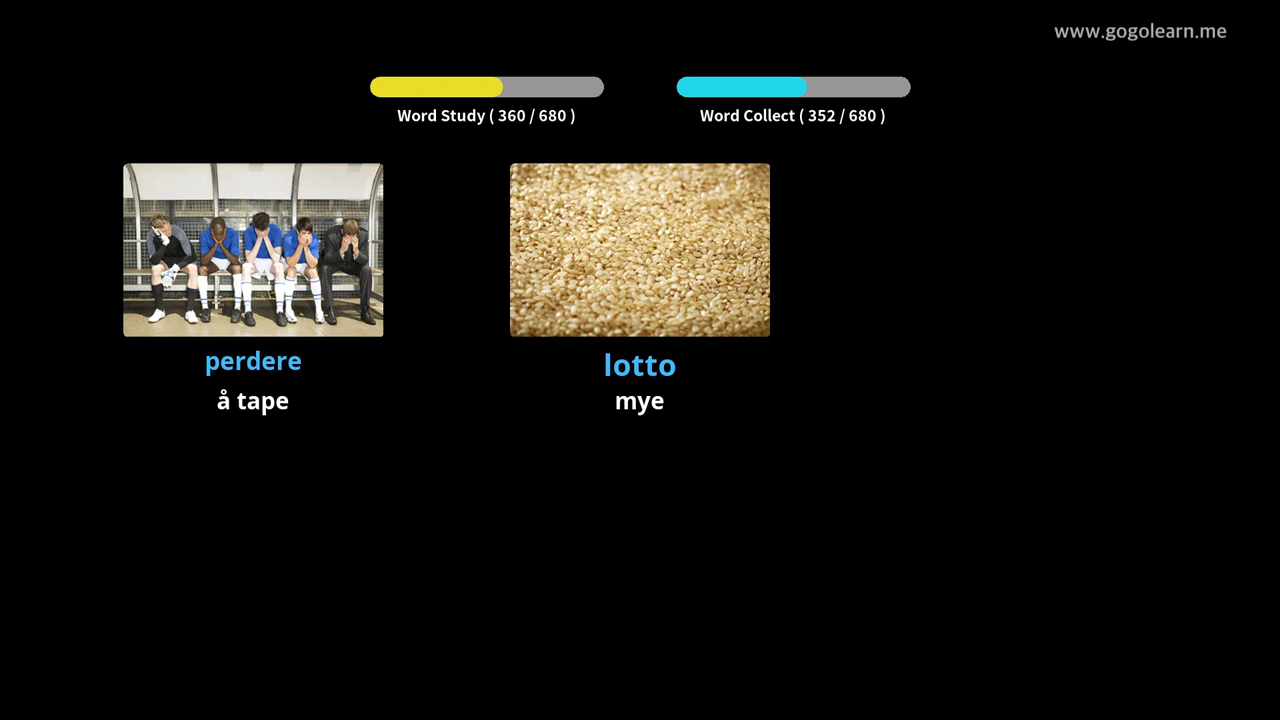 www.gogolearn.me
Word Study ( 360 / 680 )
Word Collect ( 352 / 680 )
perdere
å tape
lotto
mye